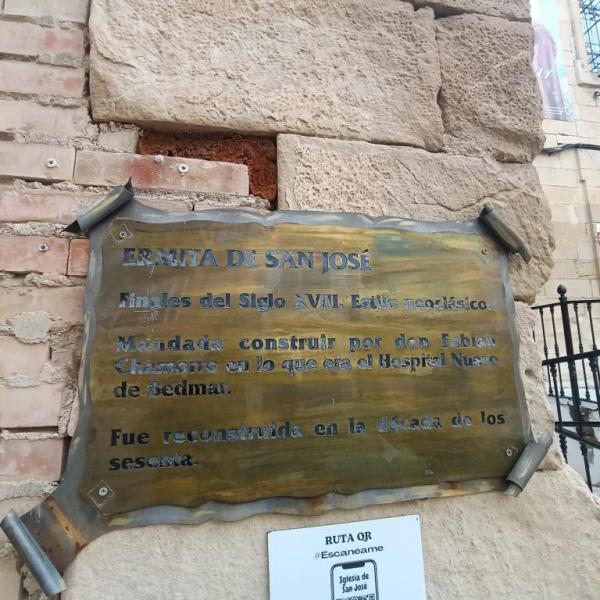 ERMITA DE SAN JOSÉ
Finales del Siglo XVIII. Estilo neoclásico.
Mandada construir por don Fabian
Chamorro en lo que era el Hospital Nuevo
de Bedmar.
Fue reconstruida en la década de los
sesenta.
RUTA QR
#Escanéame
Iglesia de
San José